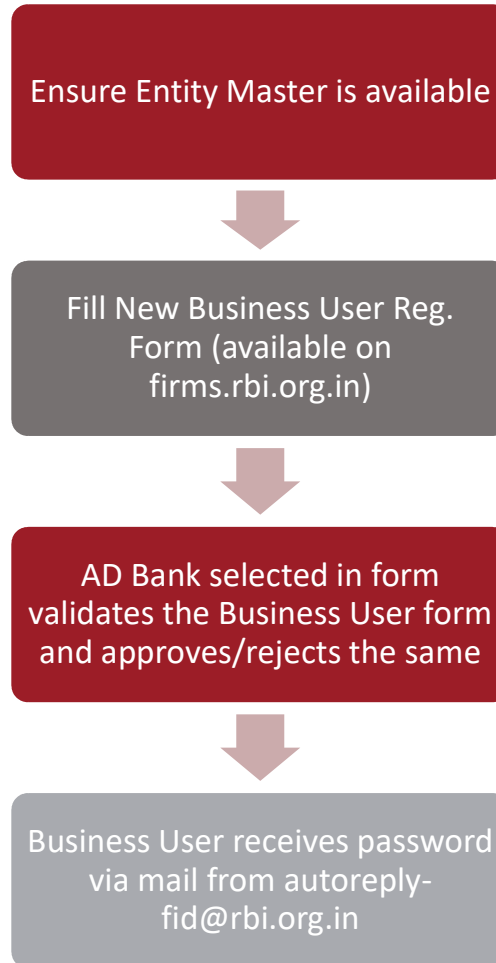 Ensure Entity Master is available
Fill New Business User Reg.
Form (available on
firms.rbi.org.in)
AD Bank selected in form
validates the Business User form
and approves/rejects the same
Business User receives password
via mail from autoreply-
fid@rbi.org.in